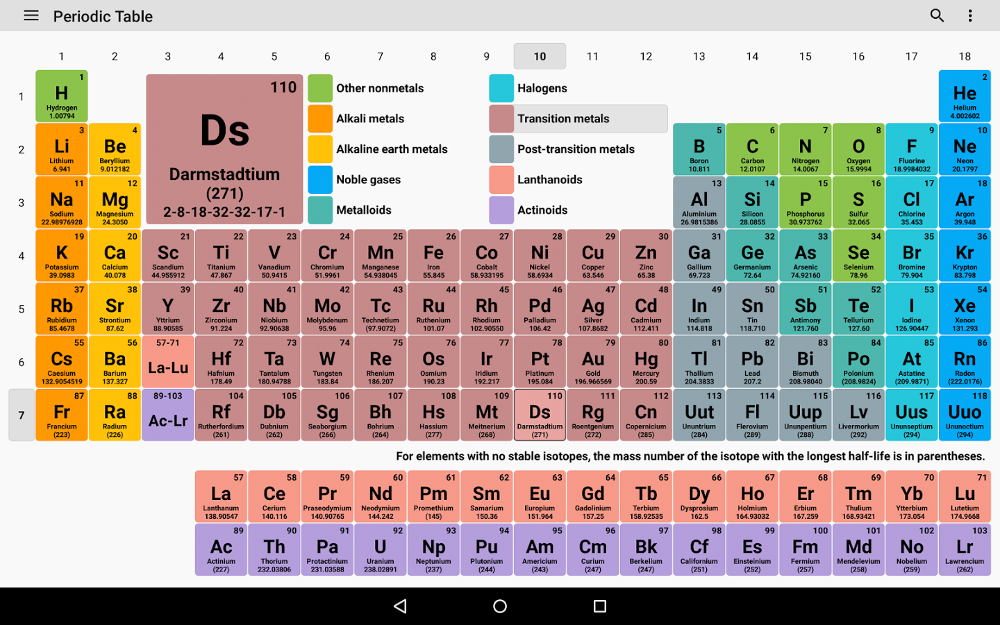 Periodic Table
1 2 3 4 5 6 7 8 9 10 11 12 13 14 15 16 17 18
110
Ds
Darmstadtium
(271)
2-8-18-32-32-17-1
Other nonmetals
Alkali metals
Alkaline earth metals
Noble gases
Metalloids
Halogens
Transition metals
Post-transition metals
Lanthanoids
Actinoids
1
1 2
H He
Hydrogen Helium
1.00794 4.002602
2
3 4 5 6 7 8 9 10
Li Be B C N O F Ne
Lithium Beryllium Boron Carbon Nitrogen Oxygen Fluorine Neon
6.941 9.012182 10.811 12.0107 14.0067 15.9994 18.9984032 20.1797
3
11 12 13 14 15 16 17 18
Na Mg Al Si P S Cl Ar
Sodium Magnesium Aluminium Silicon Phosphorus Sulfur Chlorine Argon
22.98976928 24.3050 26.9815386 28.0855 30.973762 32.065 35.453 39.948
4
19 20 21 22 23 24 25 26 27 28 29 30 31 32 33 34 35 36
K Ca Sc Ti V Cr Mn Fe Co Ni Cu Zn Ga Ge As Se Br Kr
Potassium Calcium Scandium Titanium Vanadium Chromium Manganese Iron Cobalt Nickel Copper Zinc Gallium Germanium Arsenic Selenium Bromine Krypton
39.0983 40.078 44.955912 47.867 50.9415 51.9961 54.938045 55.845 58.933195 58.6934 63.546 65.38 69.723 72.64 74.92160 78.96 79.904 83.798
5
37 38 39 40 41 42 43 44 45 46 47 48 49 50 51 52 53 54
Rb Sr Y Zr Nb Mo Tc Ru Rh Pd Ag Cd In Sn Sb Te I Xe
Rubidium Strontium Yttrium Zirconium Niobium Molybdenum Technetium Ruthenium Rhodium Palladium Silver Cadmium Indium Tin Antimony Tellurium Iodine Xenon
85.4678 87.62 88.90585 91.224 92.90638 95.96 (97.9072) 101.07 102.90550 106.42 107.8682 112.411 114.818 118.710 121.760 127.60 126.90447 131.293
6
55 56 57-71 72 73 74 75 76 77 78 79 80 81 82 83 84 85 86
Cs Ba La-Lu Hf Ta W Re Os Ir Pt Au Hg Tl Pb Bi Po At Rn
Caesium Barium Hafnium Tantalum Tungsten Rhenium Osmium Iridium Platinum Gold Mercury Thallium Lead Bismuth Polonium Astatine Radon
132.9054519 137.327 178.49 180.94788 183.84 186.207 190.23 192.217 195.084 196.966569 200.59 204.3833 207.2 208.98040 (208.9824) (209.9871) (222.0176)
7
87 88 89-103 104 105 106 107 108 109 110 111 112 113 114 115 116 117 118
Fr Ra Ac-Lr Rf Db Sg Bh Hs Mt Ds Rg Cn Uut Fl Uup Lv Uus Uuo
Francium Radium Rutherfordium Dubnium Seaborgium Bohrium Hassium Meitnerium Darmstadtium Roentgenium Copernicium Ununtrium Flerovium Ununpentium Livermorium Ununseptium Ununoctium
(223) (226) (261) (262) (266) (264) (277) (268) (271) (272) (285) (284) (289) (288) (292) (294) (294)
For elements with no stable isotopes, the mass number of the isotope with the longest half-life is in parentheses.
57 58 59 60 61 62 63 64 65 66 67 68 69 70 71
La Ce Pr Nd Pm Sm Eu Gd Tb Dy Ho Er Tm Yb Lu
Lanthanum Cerium Praseodymium Neodymium Promethium Samarium Europium Gadolinium Terbium Dysprosium Holmium Erbium Thulium Ytterbium Lutetium
138.90547 140.116 140.90765 144.242 (145) 150.36 151.964 157.25 158.92535 162.5 164.93032 167.259 168.93421 173.054 174.9668
89 90 91 92 93 94 95 96 97 98 99 100 101 102 103
Ac Th Pa U Np Pu Am Cm Bk Cf Es Fm Md No Lr
Actinium Thorium Protactinium Uranium Neptunium Plutonium Americium Curium Berkelium Californium Einsteinium Fermium Mendelevium Nobelium Lawrencium
(227) 232.03806 231.03588 238.02891 (237) (244) (243) (247) (247) (251) (252) (257) (258) (259) (262)